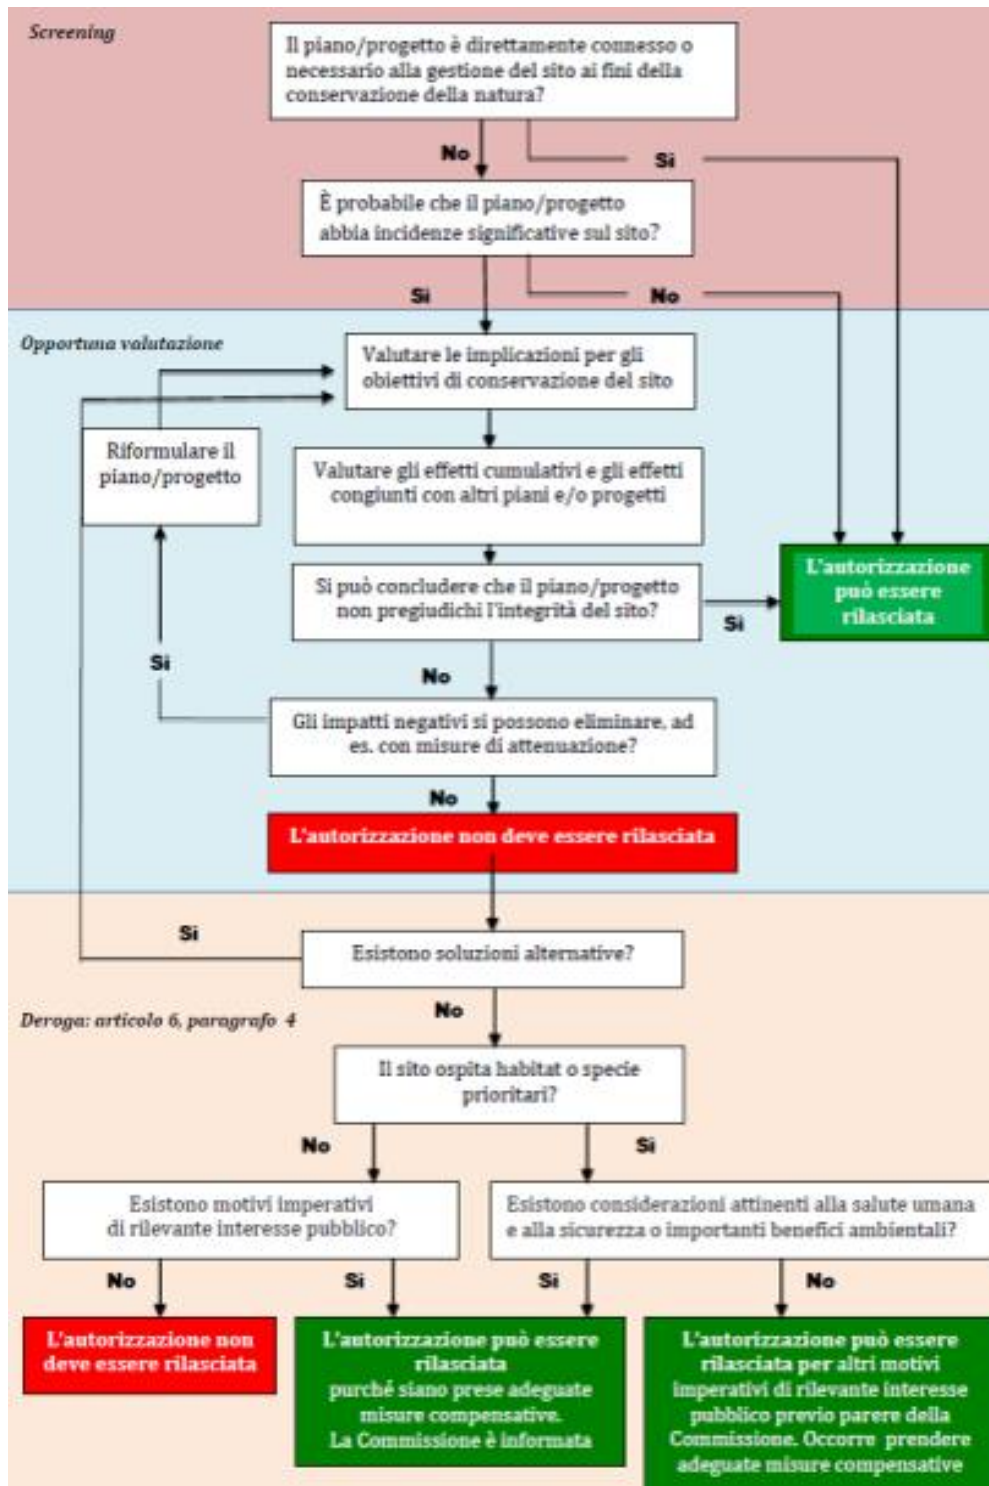 Screening
Il piano/progetto è direttamente connesso o
necessario alla gestione del sito ai fini della
conservazione della natura?
No
Si
È probabile che il piano/progetto
abbia incidenze significative sul sito?
Si
No
Opportuna valutazione
Valutare le implicazioni per gli
obiettivi di conservazione del sito
Riformulare il
piano/progetto
Valutare gli effetti cumulativi e gli effetti
congiunti con altri piani e/o progetti
L'autorizzazione
può essere
rilasciata
Si può concludere che il piano/progetto
non pregiudichi l'integrità del sito?
Si
Si
No
Gli impatti negativi si possono eliminare, ad
es. con misure di attenuazione?
No
L'autorizzazione non deve essere rilasciata
Si
Esistono soluzioni alternative?
No
Deroga: articolo 6, paragrafo 4
Il sito ospita habitat o specie
prioritari?
No
Si
Esistono motivi imperativi
di rilevante interesse pubblico?
Esistono considerazioni attinenti alla salute umana
e alla sicurezza o importanti benefici ambientali?
No
Si
Si
No
L'autorizzazione non
deve essere rilasciata
L'autorizzazione può essere
rilasciata
purché siano prese adeguate
misure compensative.
La Commissione è informata
L'autorizzazione può essere
rilasciata per altri motivi
imperativi di rilevante interesse
pubblico previo parere della
Commissione. Occorre prendere
adeguate misure compensative